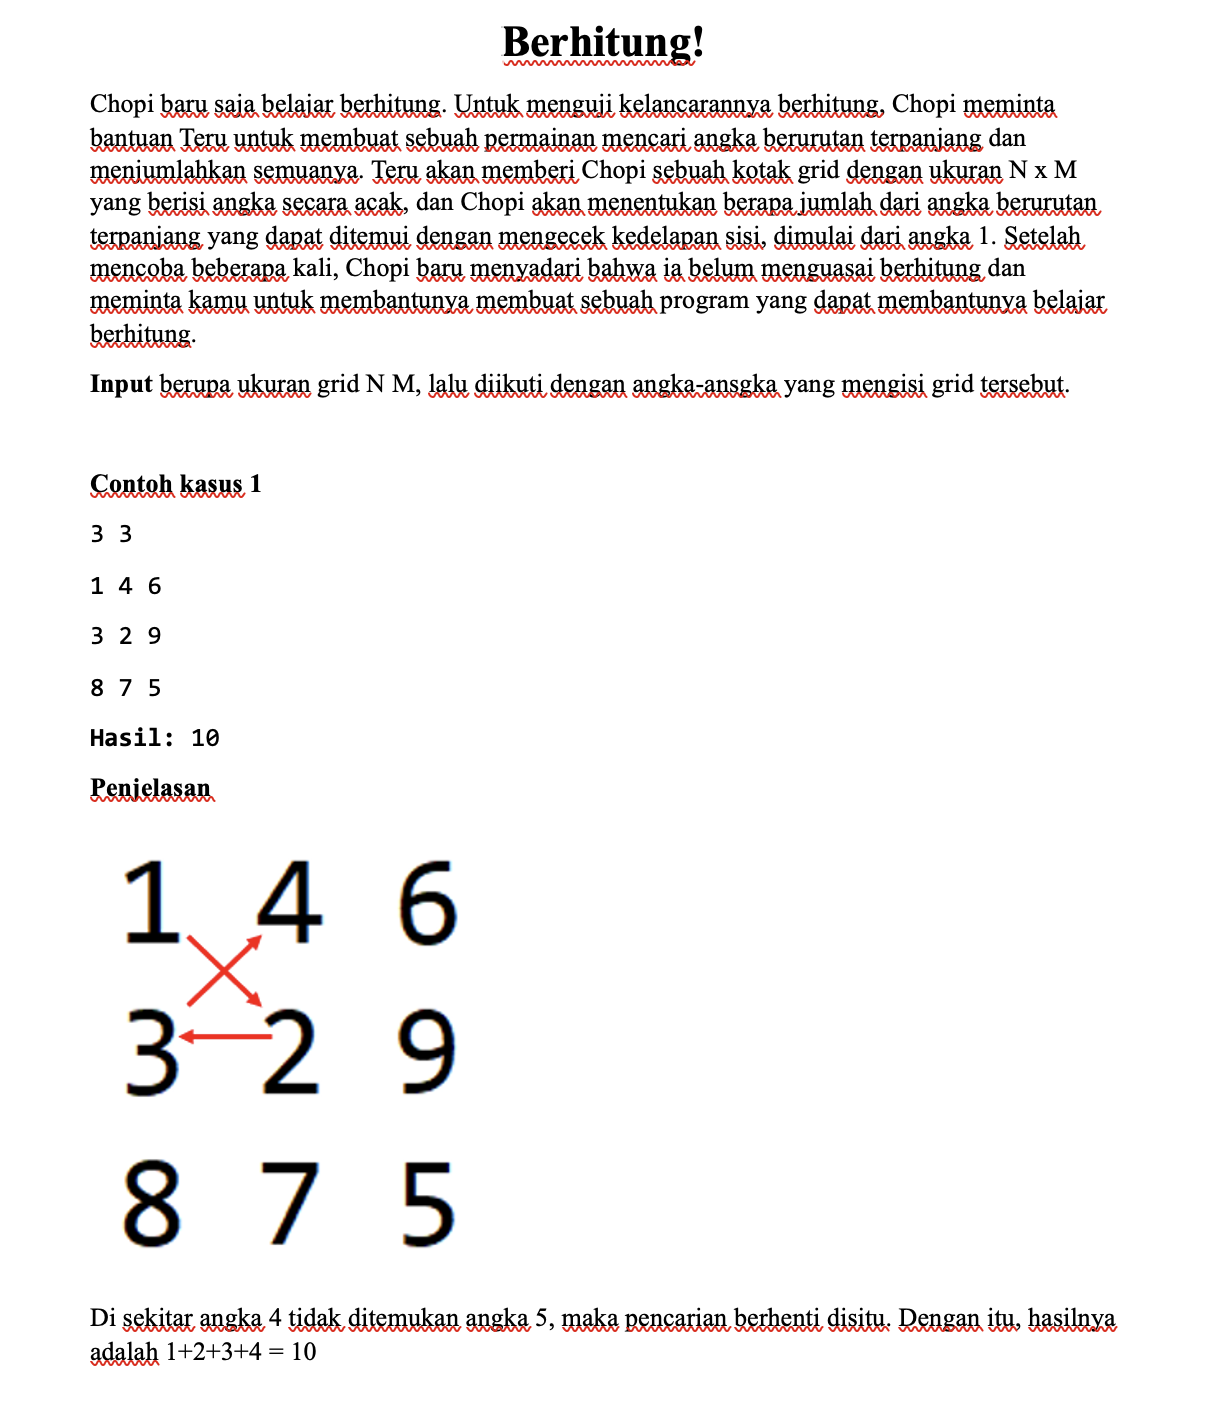 Berhitung!
Chopi baru saja belajar berhitung. Untuk menguji kelancarannya berhitung, Chopi meminta
bantuan Teru untuk membuat sebuah permainan mencari angka berurutan terpanjang dan
menjumlahkan semuanya. Teru akan memberi Chopi sebuah kotak grid dengan ukuran N x M
yang berisi angka secara acak, dan Chopi akan menentukan berapa jumlah dari angka berurutan
terpanjang yang dapat ditemui dengan mengecek kedelapan sisi, dimulai dari angka 1. Setelah
mencoba beberapa kali, Chopi baru menyadari bahwa ia belum menguasai berhitung dan
meminta kamu untuk membantunya membuat sebuah program yang dapat membantunya belajar
berhitung.
Input berupa ukuran grid N M, lalu diikuti dengan angka-ansgka yang mengisi grid tersebut.
Contoh kasus 1
3 3
1 4 6
3 2 9
8 7 5
Hasil: 10
Penjelasan
1 4 6
3 2 9
8 7 5
Di sekitar angka 4 tidak ditemukan angka 5, maka pencarian berhenti disitu. Dengan itu, hasilnya
adalah 1+2+3+4 = 10